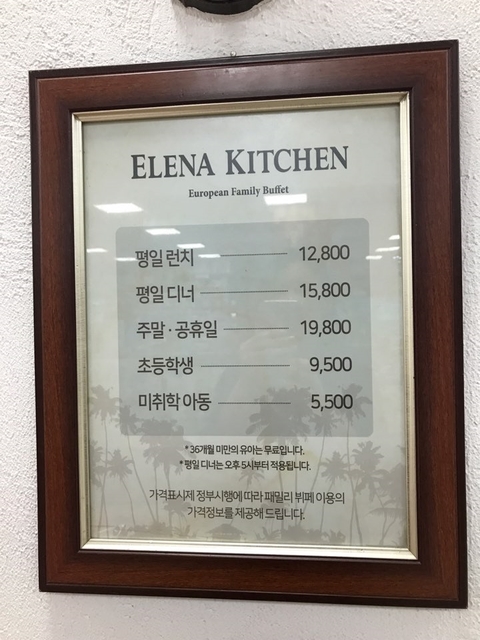 ELENA KITCHEN
European Family Buffet
평일 런치 12,800
평일 디너 15,800
주말 · 공휴일 19,800
초등학생 9,500
미취학 아동 5,500
* 36개월 미만의 유아는 무료입니다.
* 평일 디너는 오후 5시부터 적용됩니다.
가격표시제 정부시행에 따라 패밀리 뷔페 이용의
가격정보를 제공해 드립니다.